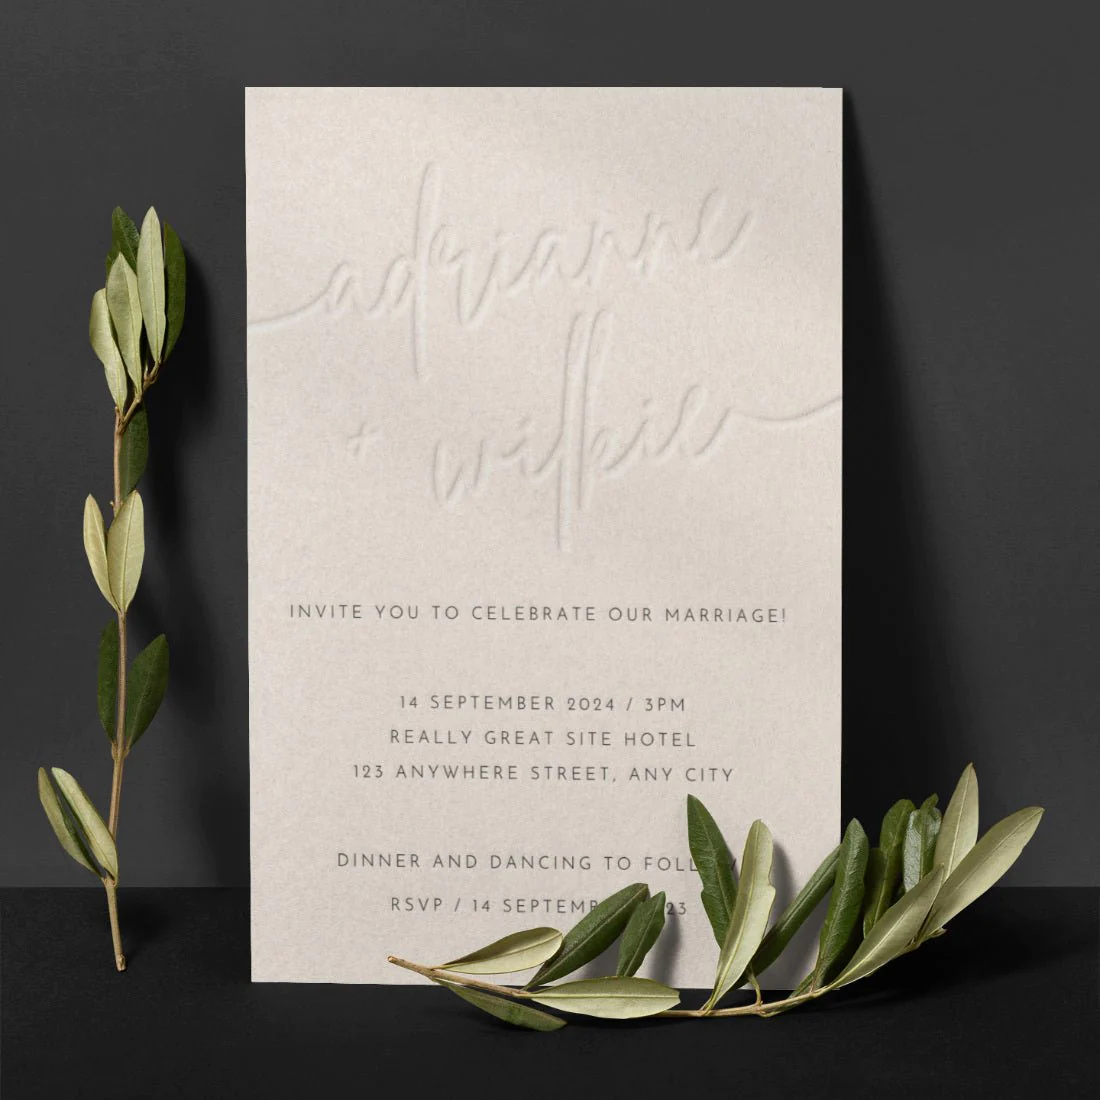 adrianne
+ wilkie
INVITE YOU TO CELEBRATE OUR MARRIAGE!
14 SEPTEMBER 2024 / 3PM
REALLY GREAT SITE HOTEL
123 ANYWHERE STREET, ANY CITY
DINNER AND DANCING TO FOLLOW
RSVP / 14